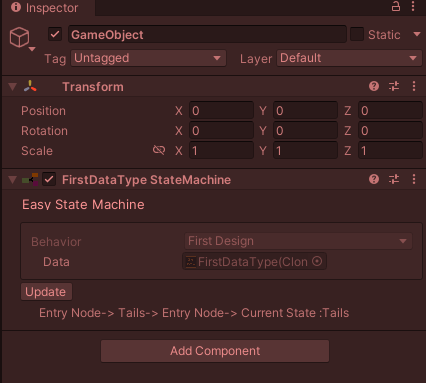 Inspector
GameObject
Static
Tag Untagged Layer Default
Transform
Position X 0 Y 0 Z 0
Rotation X 0 Y 0 Z 0
Scale X 1 Y 1 Z 1
FirstDataType StateMachine
Easy State Machine
Behavior First Design
Data FirstDataType(Clon
Update
Entry Node-> Tails-> Entry Node-> Current State :Tails
Add Component